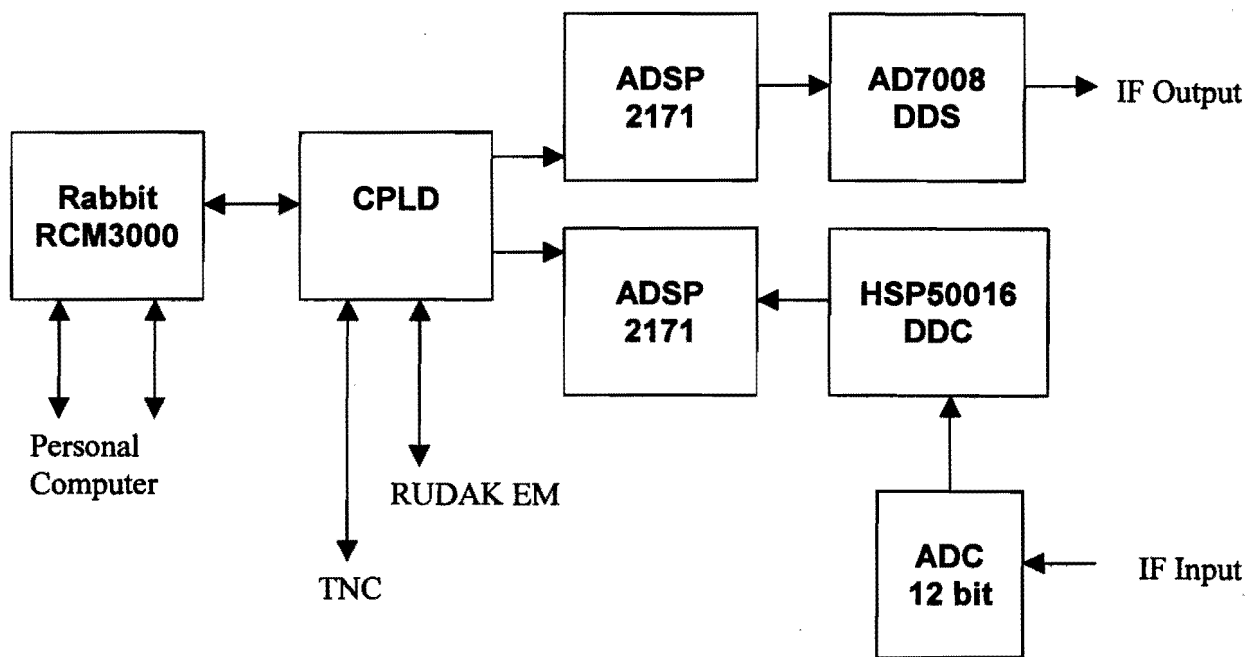 ADSP
2171
AD7008
DDS
IF Output
Rabbit
RCM3000
CPLD
ADSP
2171
HSP50016
DDC
Personal
Computer
RUDAK EM
TNC
ADC
12 bit
IF Input